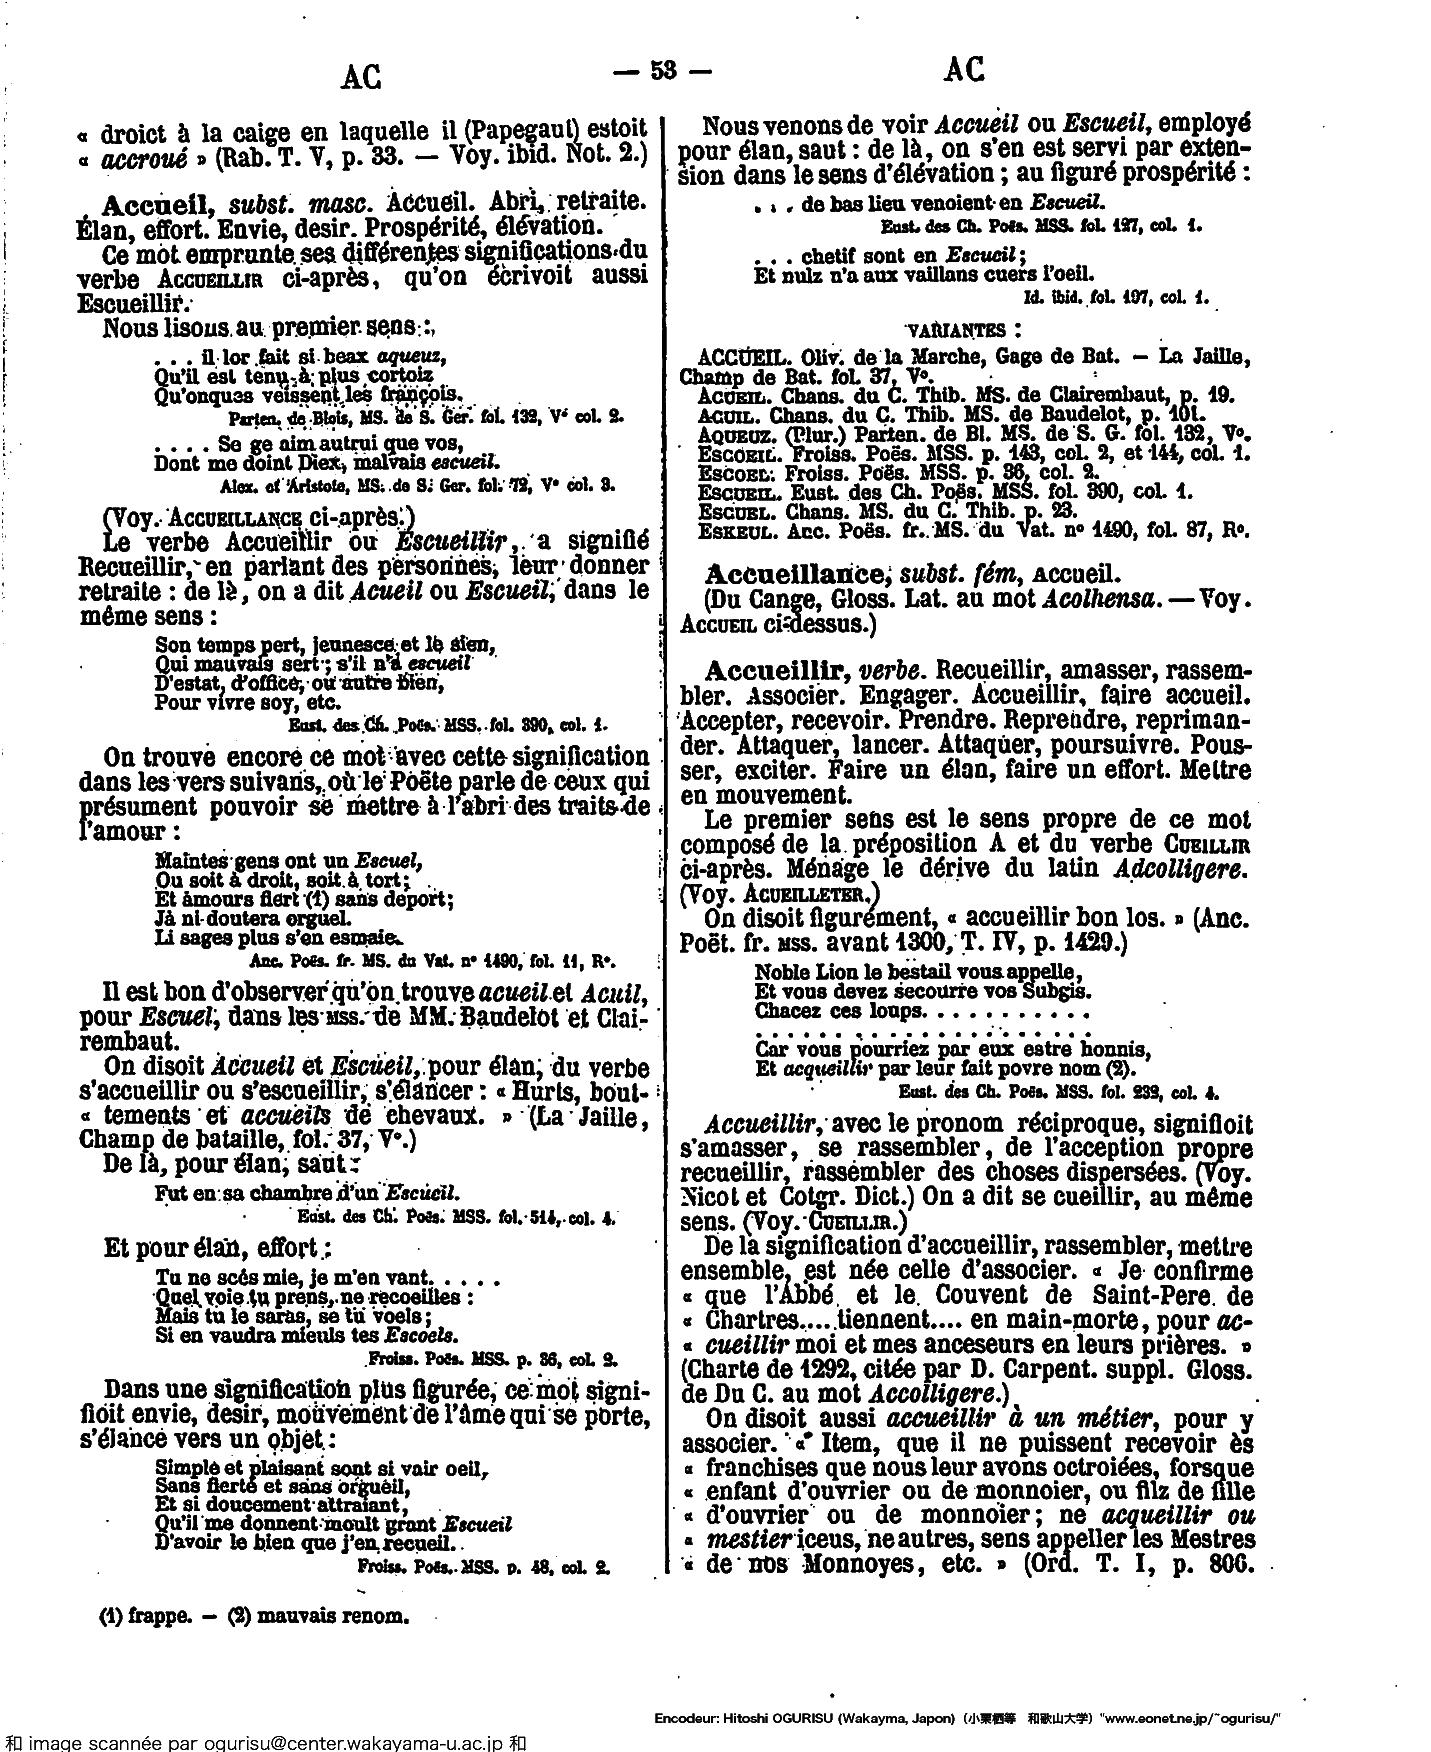 AC
— 53 —
AC
« droict à la caige en laquelle il (Papegaut) estoit
« accroué » (Rab. T. V, p. 33. — Voy. ibid. Not. 2.)
Accueil, subst. masc. Accueil. Abri, retraite.
Élan, effort. Envie, desir. Prospérité, élévation.
Ce mot emprunte ses différentes significations du
verbe ACCUEILLIR ci-après, qu'on écrivoit aussi
Escueillir.
Nous lisons au premier sens :
. . . il lor fait si beax aqueuz,
Qu'il est tenu à plus cortoiz
Qu'onques veissent les françois.
Parten. de Blois, MS. de S. Ger. fol. 132, V° col. 2.
. . . . Se ge aim autrui que vos,
Dont me doint Diex, malvais escueil.
Alex. et Aristote, MS. de S. Ger. fol. 72, V° col. 3.
(Voy. ACCUEILLANCE ci-après.)
Le verbe Accueillir ou Escueillir, a signifié
Recueillir, en parlant des personnes, leur donner
retraite : de lè, on a dit Acueil ou Escueil, dans le
même sens :
Son temps pert, jeunesce et le sien,
Qui mauvais sert ; s'il n'a escueil
D'estat, d'office, ou autre bien,
Pour vivre soy, etc.
Eust. des Ch. Poës. MSS. fol. 390, col. 1.
On trouve encore ce mot avec cette signification
dans les vers suivans, où le Poëte parle de ceux qui
présument pouvoir se mettre à l'abri des traits de
l'amour :
Maintes gens ont un Escuel,
Ou soit à droit, soit à tort ;
Et amours fiert (1) sans deport ;
Jà ni doutera orguel.
Li sages plus s'en esmaie.
Anc. Poës. fr. MS. du Vat. n° 1490, fol. 11, R°.
Il est bon d'observer qu'on trouve acueil et Acuil,
pour Escuel, dans les MSS. de MM. Baudelot et Clai-
rembaut.
On disoit Accueil et Escueil, pour élan, du verbe
s'accueillir ou s'escueillir, s'élancer : « Hurts, bout-
« tements et accueils de chevaux. » (La Jaille,
Champ de bataille, fol. 37, V°.)
De là, pour élan, saut :
Fut en sa chambre d'un Escueil.
Eust. des Ch. Poës. MSS. fol. 514, col. 4.
Et pour élan, effort :
Tu ne scés mie, je m'en vant. . . . .
Quel voie tu prens, ne recoeilles :
Mais tu le saras, se tu voels ;
Si en vaudra mieuls tes Escoels.
Froiss. Poës. MSS. p. 36, col. 2.
Dans une signification plus figurée, ce mot signi-
fioit envie, desir, mouvement de l'âme qui se porte,
s'élance vers un objet :
Simple et plaisant sont si vair oeil,
Sans fierté et sans orgueil,
Et si doucement attraiant,
Qu'il me donnent moult grant Escueil
D'avoir le bien que j'en recueil.
Froiss. Poës. MSS. p. 48, col. 2.
Nous venons de voir Accueil ou Escueil, employé
pour élan, saut : de là, on s'en est servi par exten-
sion dans le sens d'élévation ; au figuré prospérité :
. . . de bas lieu venoient en Escueil.
Eust. des Ch. Poës. MSS. fol. 127, col. 1.
. . . chetif sont en Escueil ;
Et nulz n'a aux vaillans cuers l'oeil.
Id. ibid. fol. 197, col. 1.
VARIANTES :
ACCUEIL. Oliv. de la Marche, Gage de Bat. — La Jaille,
Champ de Bat. fol. 37, V°.
ACUEIL. Chans. du C. Thib. MS. de Clairembaut, p. 19.
ACUIL. Chans. du C. Thib. MS. de Baudelot, p. 101.
AQUEUZ. (Plur.) Parten. de Bl. MS. de S. G. fol. 132, V°.
ESCOEIL. Froiss. Poës. MSS. p. 143, col. 2, et 144, col. 1.
ESCOEL. Froiss. Poës. MSS. p. 36, col. 2.
ESCUEIL. Eust. des Ch. Poës. MSS. fol. 390, col. 1.
ESCUEL. Chans. MS. du C. Thib. p. 23.
ESKEUL. Anc. Poës. fr. MS. du Vat. n° 1490, fol. 87, R°.
Accueillance, subst. fém, ACCUEIL.
(Du Cange, Gloss. Lat. au mot Acolhensa. — Voy.
ACCUEIL ci-dessus.)
Accueillir, verbe. Recueillir, amasser, rassem-
bler. Associer. Engager. Accueillir, faire accueil.
Accepter, recevoir. Prendre. Reprendre, repriman-
der. Attaquer, lancer. Attaquer, poursuivre. Pous-
ser, exciter. Faire un élan, faire un effort. Mettre
en mouvement.
Le premier sens est le sens propre de ce mot
composé de la préposition A et du verbe CUEILLIR
ci-après. Ménage le dérive du latin Adcolligere.
(Voy. ACUEILLETER.)
On disoit figurément, « accueillir bon los. » (Anc.
Poët. fr. MSS. avant 1300, T. IV, p. 1429.)
Noble Lion le bestail vous appelle,
Et vous devez secourre vos Subgis.
Chacez ces loups. . . . . . . . . . .
. . . . . . . . . . . . . . . . . . . .
Car vous pourriez par eux estre honnis,
Et acqueillir par leur fait povre nom (2).
Eust. des Ch. Poës. MSS. fol. 232, col. 4.
Accueillir, avec le pronom réciproque, signifioit
s'amasser, se rassembler, de l'acception propre
recueillir, rassembler des choses dispersées. (Voy.
Nicot et Cotgr. Dict.) On a dit se cueillir, au même
sens. (Voy. CUEILLIR.)
De la signification d'accueillir, rassembler, mettre
ensemble, est née celle d'associer. « Je confirme
« que l'Abbé et le Couvent de Saint-Pere de
« Chartres.... tiennent.... en main-morte, pour ac-
« cueillir moi et mes anceseurs en leurs prières. »
(Charte de 1292, citée par D. Carpent. suppl. Gloss.
de Du C. au mot Accolligere.)
On disoit aussi accueillir à un métier, pour y
associer. « Item, que il ne puissent recevoir ès
« franchises que nous leur avons octroiées, forsque
« enfant d'ouvrier ou de monnoier, ou filz de fille
« d'ouvrier ou de monnoier ; ne acqueillir ou
« mestier iceus, ne autres, sens appeller les Mestres
« de nos Monnoyes, etc. » (Ord. T. I, p. 806.
(1) frappe. — (2) mauvais renom.
Encodeur: Hitoshi OGURISU (Wakayma, Japon) (小栗栖等 和歌山大学) "www.eonet.ne.jp/~ogurisu/"
和 image scannée par ogurisu@center.wakayama-u.ac.jp 和